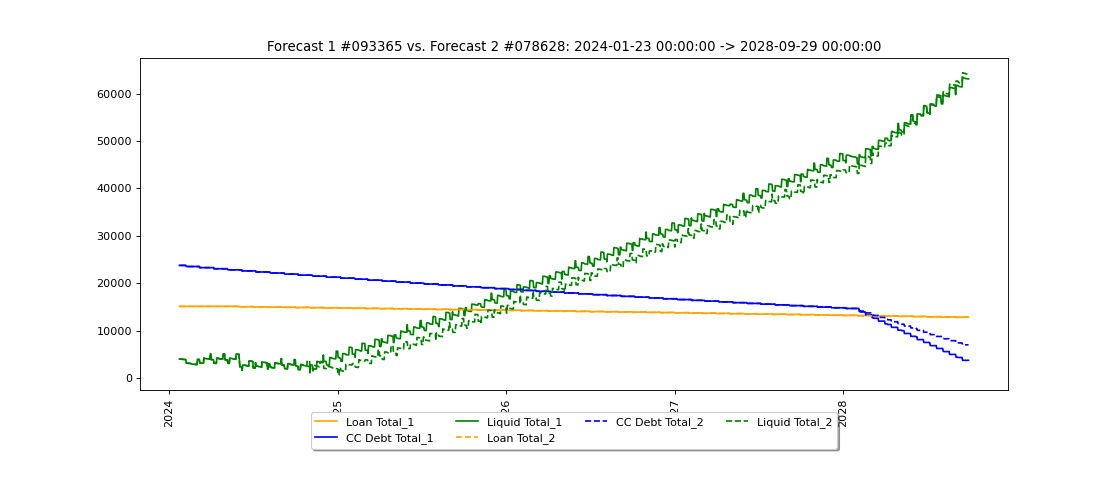 Forecast 1 #093365 vs. Forecast 2 #078628: 2024-01-23 00:00:00 -> 2028-09-29 00:00:00
60000
50000
40000
30000
20000
10000
0
2024
25
26
27
2028
Loan Total_1
Liquid Total_1
CC Debt Total_2
Liquid Total_2
CC Debt Total_1
Loan Total_2